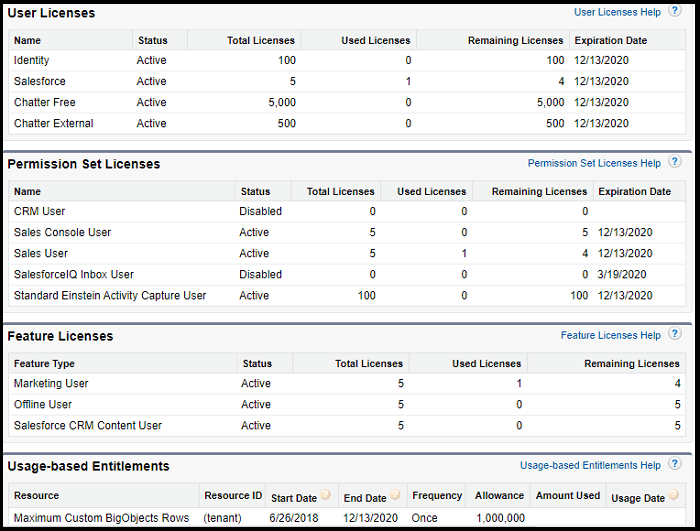 User Licenses User Licenses Help ?
Name Status Total Licenses Used Licenses Remaining Licenses Expiration Date
Identity Active 100 0 100 12/13/2020
Salesforce Active 5 1 4 12/13/2020
Chatter Free Active 5,000 0 5,000 12/13/2020
Chatter External Active 500 0 500 12/13/2020
Permission Set Licenses Permission Set Licenses Help ?
Name Status Total Licenses Used Licenses Remaining Licenses Expiration Date
CRM User Disabled 0 0 0
Sales Console User Active 5 0 5 12/13/2020
Sales User Active 5 1 4 12/13/2020
SalesforceIQ Inbox User Disabled 0 0 0 3/19/2020
Standard Einstein Activity Capture User Active 100 0 100 12/13/2020
Feature Licenses Feature Licenses Help ?
Feature Type Status Total Licenses Used Licenses Remaining Licenses
Marketing User Active 5 1 4
Offline User Active 5 0 5
Salesforce CRM Content User Active 5 0 5
Usage-based Entitlements Usage-based Entitlements Help ?
Resource Resource ID Start Date End Date Frequency Allowance Amount Used Usage Date
Maximum Custom BigObjects Rows (tenant) 6/26/2018 12/13/2020 Once 1,000,000